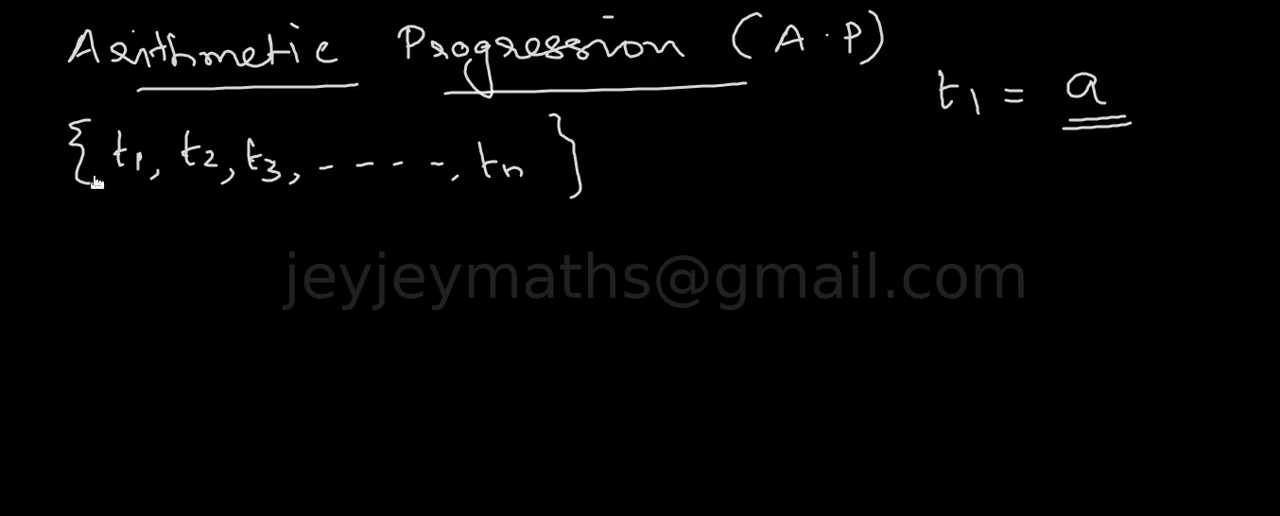 Arithmetic Progression (A.P)
t₁ = a
{t₁, t₂, t₃, -----, tₙ}
jeyjeymaths@gmail.com